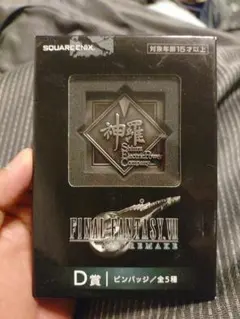 SQUARE ENIX
対象年齢15才以上
神羅
Shinra
Electric Power
Company
FINAL FANTASY VII
REMAKE
D賞
ピンバッジ/全5種